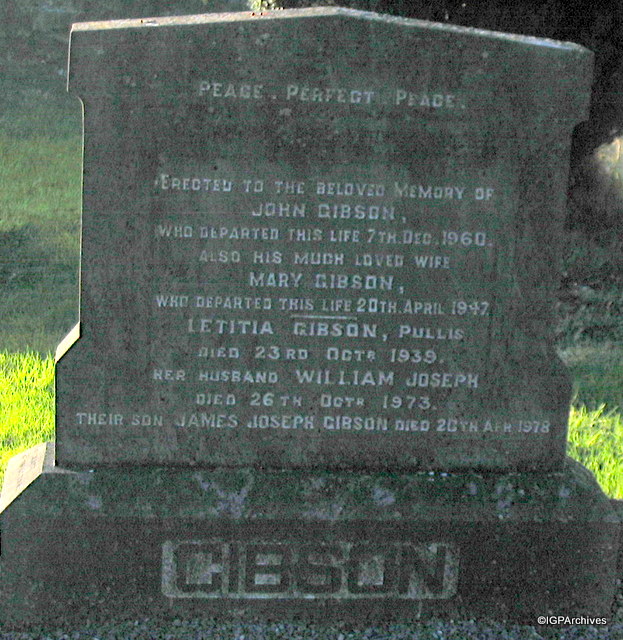 PEACE. PERFECT PEACE.
ERECTED TO THE BELOVED MEMORY OF
JOHN GIBSON,
WHO DEPARTED THIS LIFE 7TH. DEC. 1960.
ALSO HIS MUCH LOVED WIFE
MARY GIBSON,
WHO DEPARTED THIS LIFE 20TH. APRIL 1947
LETITIA GIBSON, PULLIS
DIED 23RD OCTR 1939.
HER HUSBAND WILLIAM JOSEPH
DIED 26TH OCTR 1973.
THEIR SON JAMES JOSEPH GIBSON DIED 20TH APR 1978
GIBSON
©IGPArchives